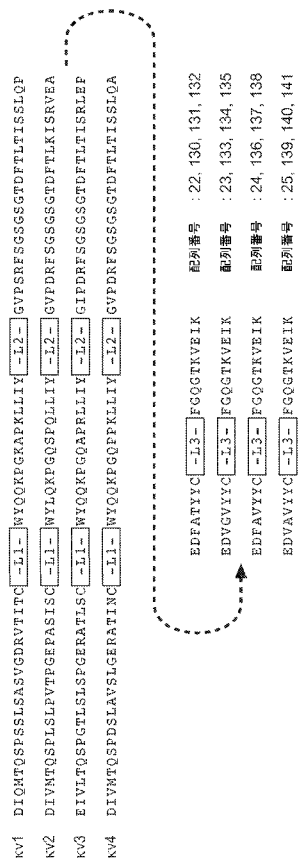 κv1 DIQMTQSPSSLSASVGDRVTITC -L1- WYQQKPGKAPKLLIY -L2- GVPSRFSGSGSGTDFTLTISSLQP
κv2 DIVMTQSPLSLPVTPGEPASISC -L1- WYLQKPGQSPQLLIY -L2- GVPDRFSGSGSGTDFTLKISRVEA
κv3 EIVLTQSPGTLSLSPGERATLSC -L1- WYQQKPGQAPRLLIY -L2- GIPDRFSGSGSGTDFTLTISRLEP
κv4 DIVMTQSPDSLAVSLGERATINC -L1- WYQQKPGQPPKLLIY -L2- GVPDRFSGSGSGTDFTLTISSLQA
EDFATYYC -L3- FGQGTKVEIK 配列番号 : 22, 130, 131, 132
EDVGVYYC -L3- FGQGTKVEIK 配列番号 : 23, 133, 134, 135
EDFAVYYC -L3- FGQGTKVEIK 配列番号 : 24, 136, 137, 138
EDVAVYYC -L3- FGQGTKVEIK 配列番号 : 25, 139, 140, 141